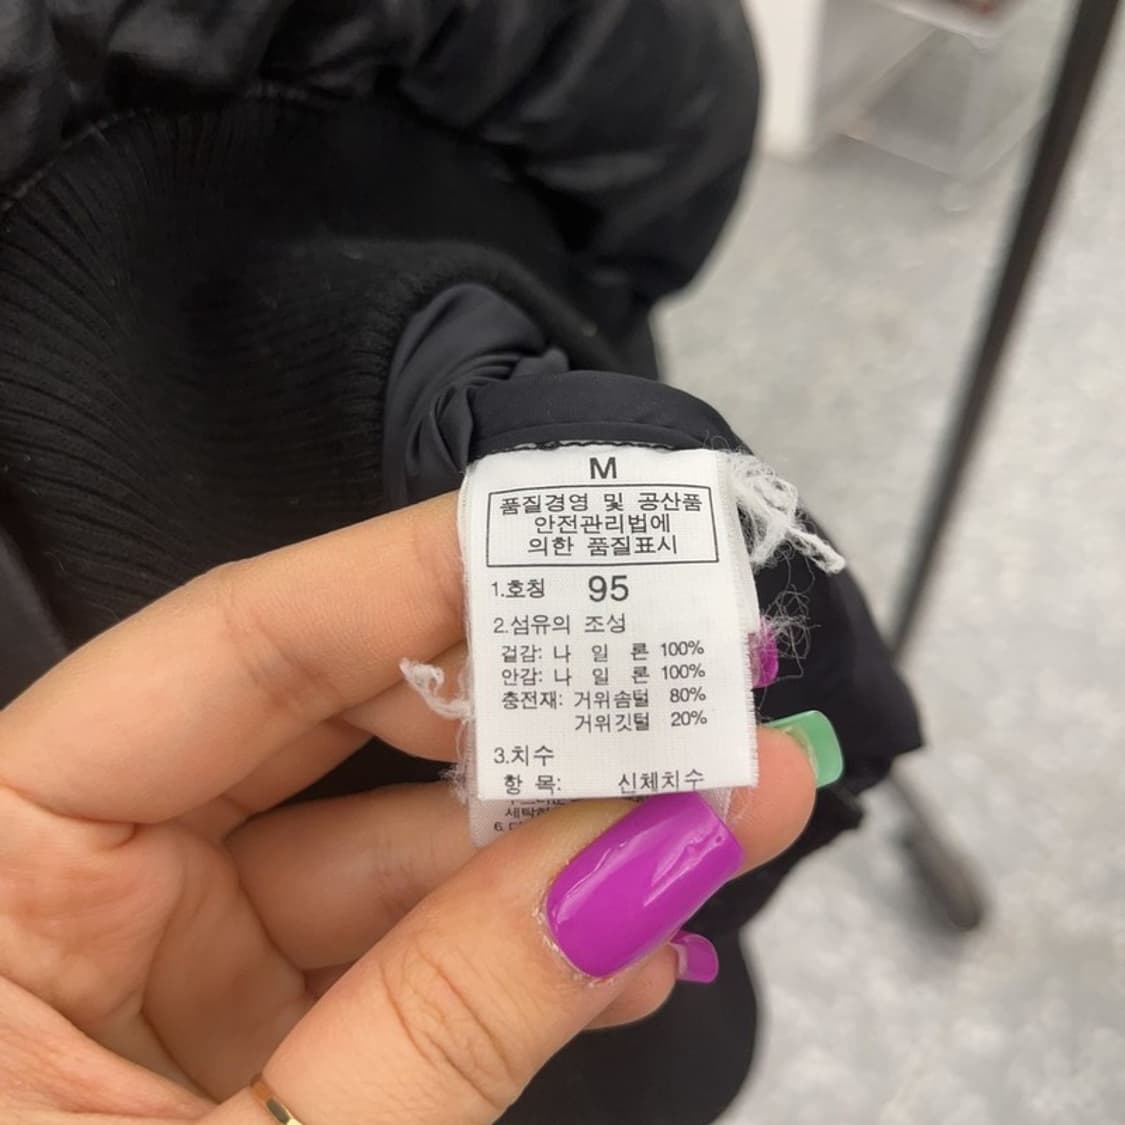 M
품질경영 및 공산품
안전관리법에
의한 품질표시
1.호칭 95
2.섬유의 조성
겉감: 나 일 론 100%
안감: 나 일 론 100%
충전재: 거위솜털 80%
거위깃털 20%
3.치수
항 목: 신체치수
6.